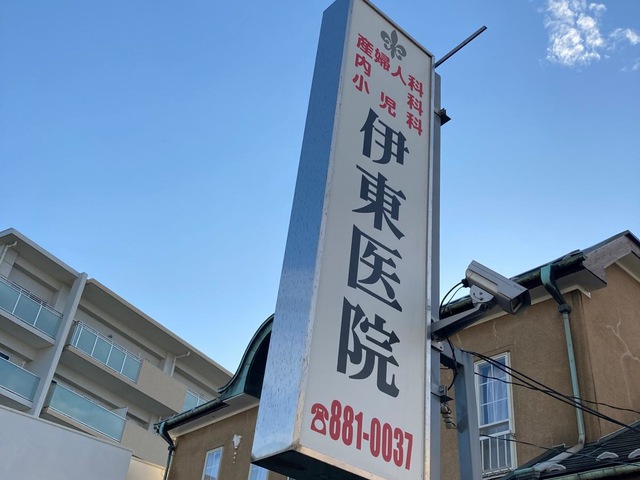 産婦人科
内科
小児科
伊東医院
☎881-0037